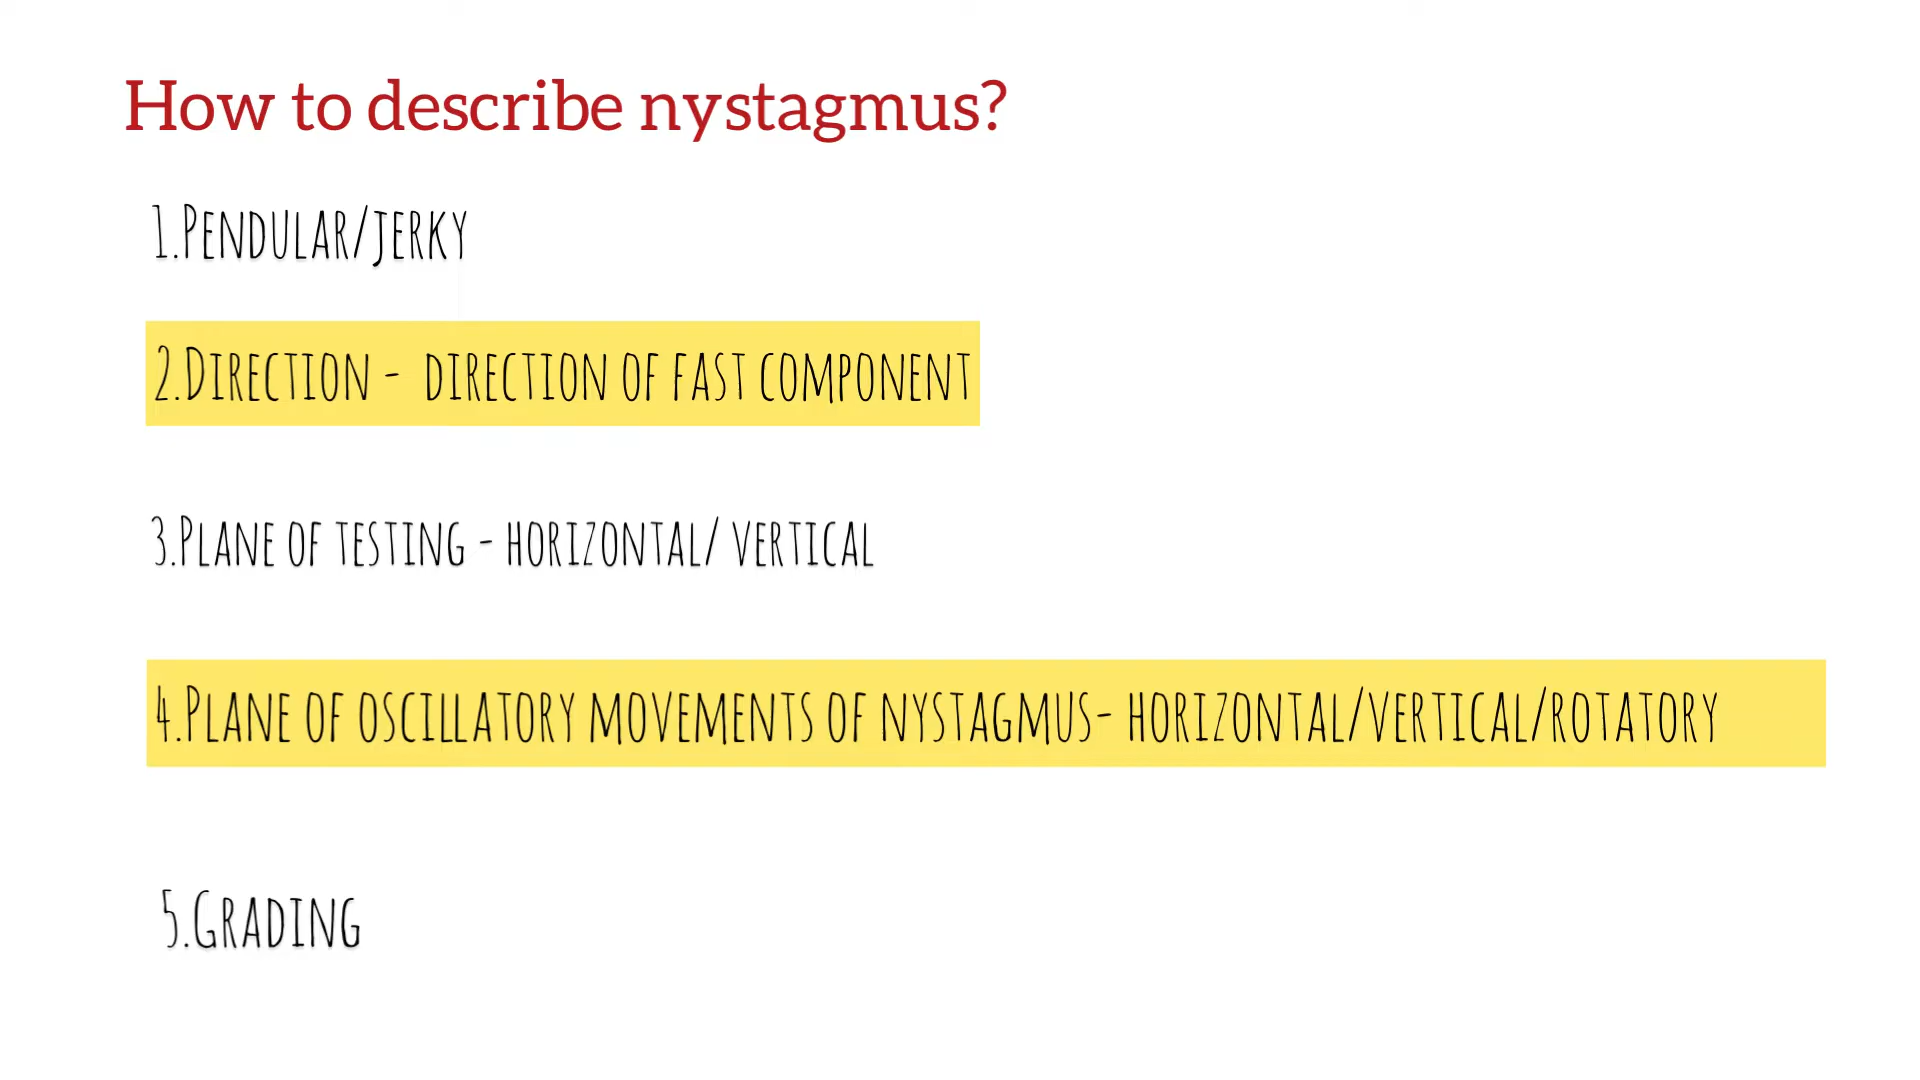 How to describe nystagmus?
1.Pendular/jerky
2.Direction - direction of fast component
3.Plane of testing - horizontal/ vertical
4.Plane of oscillatory movements of nystagmus- horizontal/vertical/rotatory
5.Grading